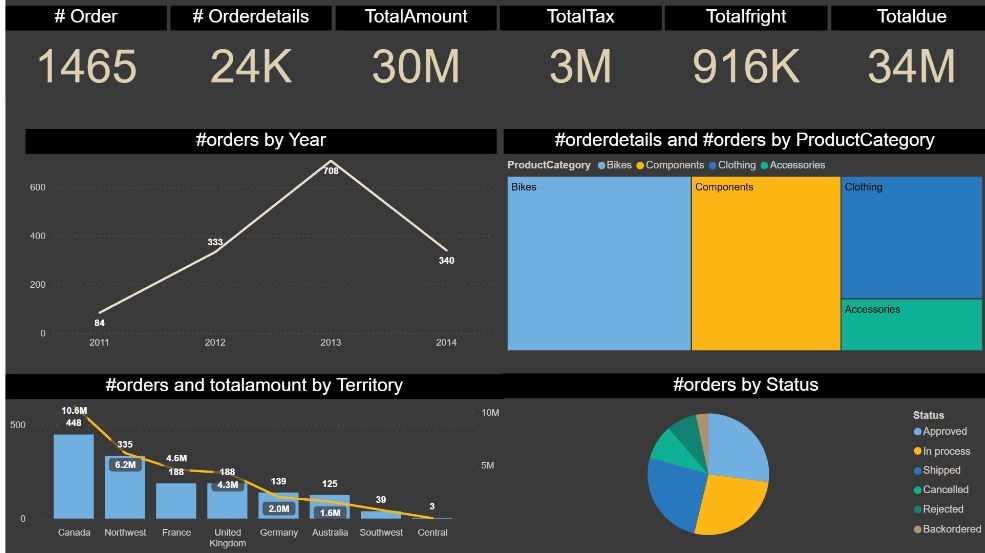 # Order
# Orderdetails
TotalAmount
TotalTax
Totalfright
Totaldue
1465
24K
30M
3M
916K
34M
#orders by Year
600
400
200
0
84
333
708
340
2011
2012
2013
2014
#orderdetails and #orders by ProductCategory
ProductCategory Bikes Components Clothing Accessories
Bikes
Components
Clothing
Accessories
#orders and totalamount by Territory
500
0
10M
5M
10.6M
448
335
6.2M
4.6M
188
188
4.3M
139
2.0M
125
1.6M
39
3
Canada
Northwest
France
United
Kingdom
Germany
Australia
Southwest
Central
#orders by Status
Status
Approved
In process
Shipped
Cancelled
Rejected
Backordered